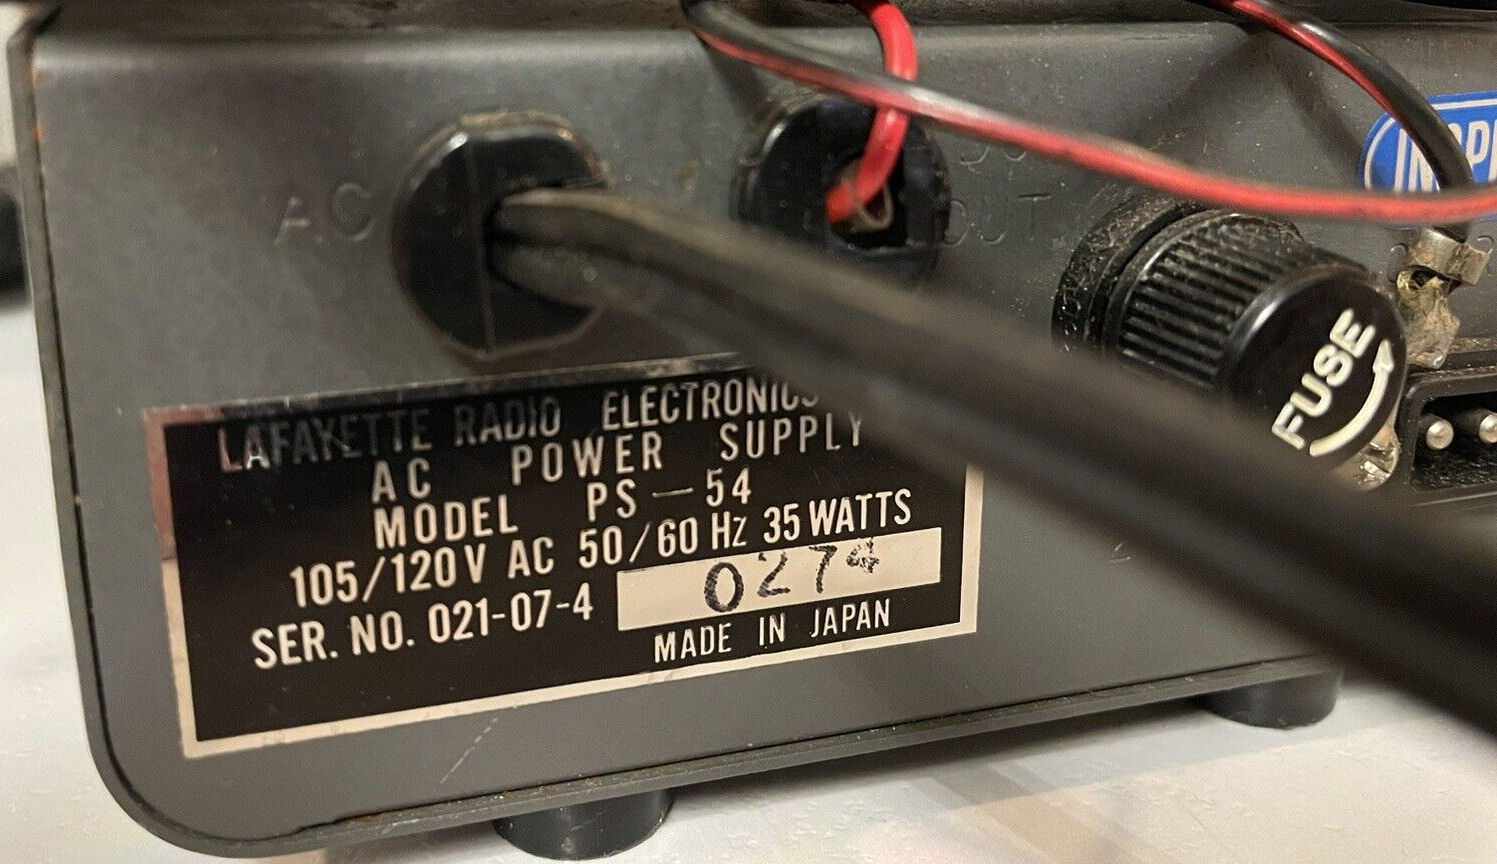 AC
OUT
FUSE
LAFAYETTE RADIO ELECTRONICS
AC POWER SUPPLY
MODEL PS-54
105/120V AC 50/60 Hz 35 WATTS
SER. NO. 021-07-4 0274
MADE IN JAPAN